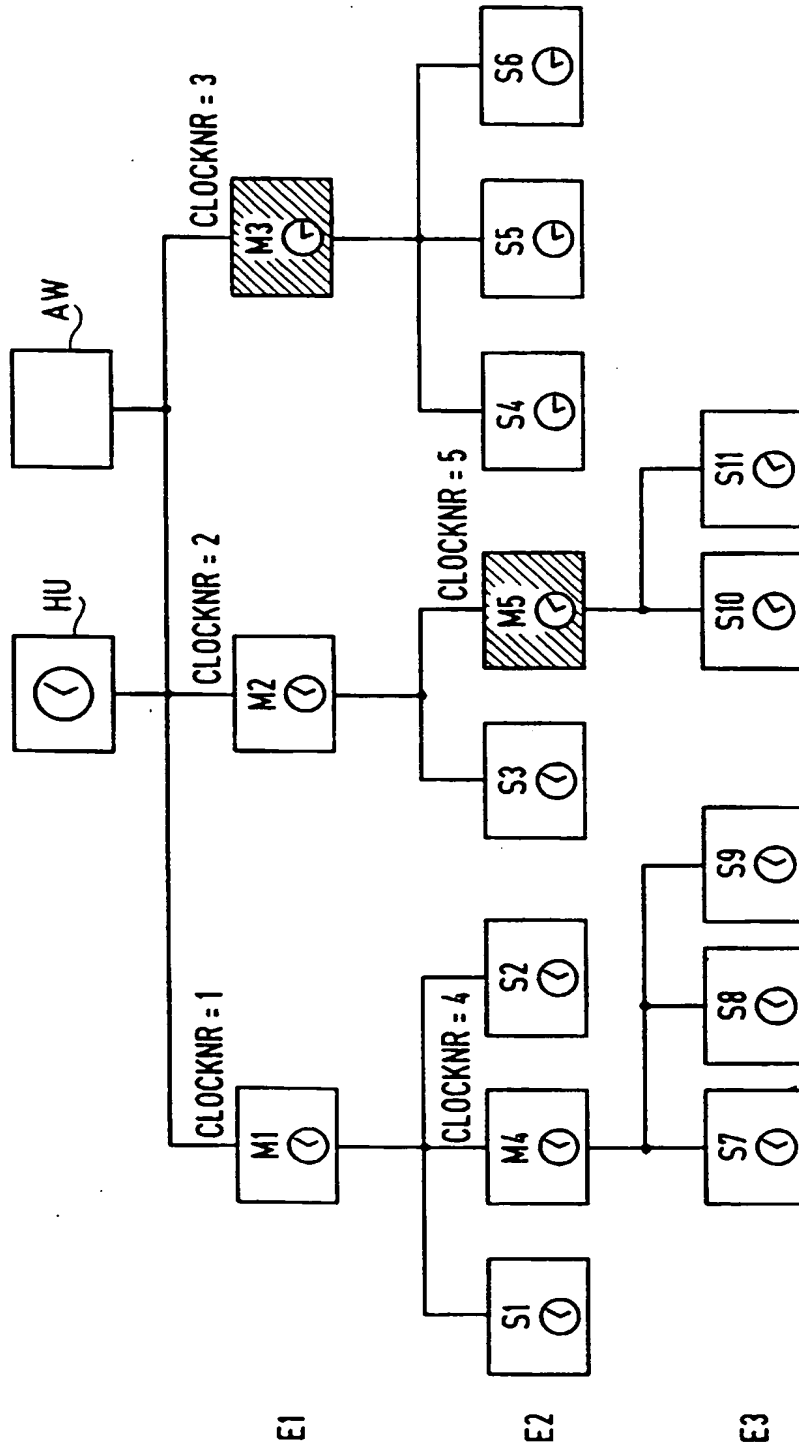 HU
AW
CLOCKNR = 1
CLOCKNR = 2
CLOCKNR = 3
E1
M1
M2
M3
CLOCKNR = 4
CLOCKNR = 5
E2
S1
M4
S2
S3
M5
S4
S5
S6
E3
S7
S8
S9
S10
S11